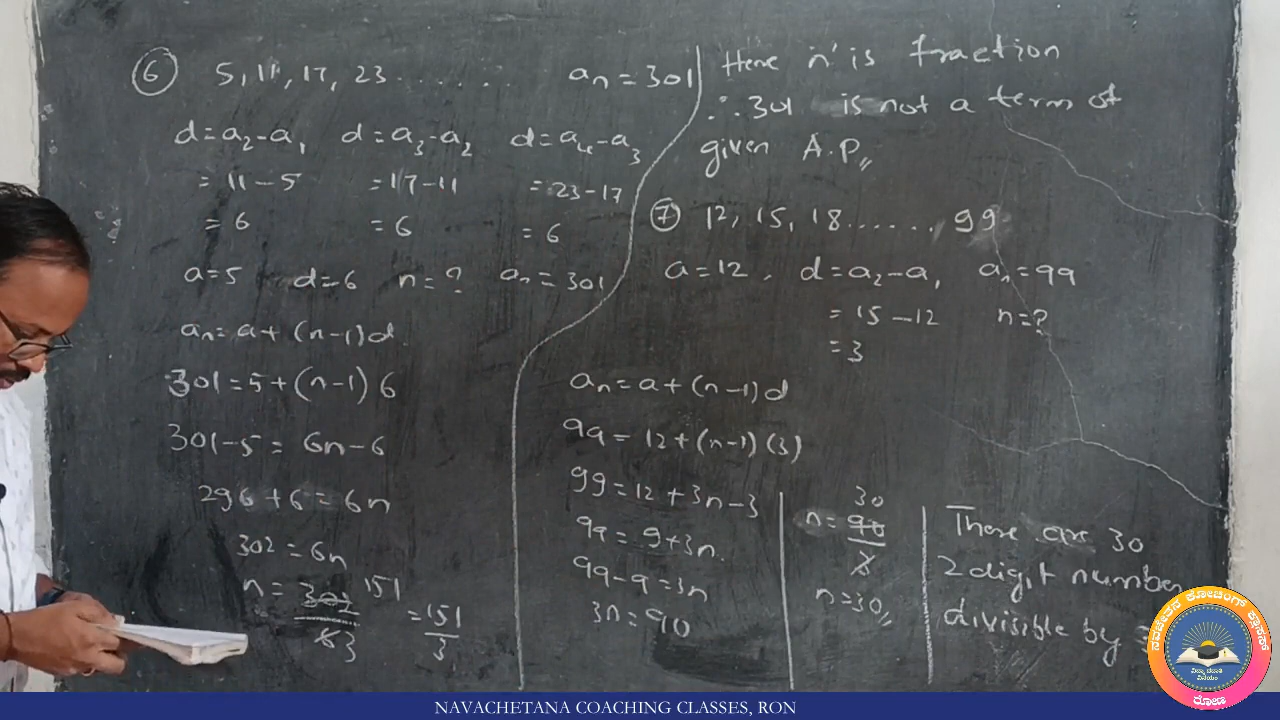 ⑥ 5, 11, 17, 23 ....... aₙ = 301
d = a₂ - a₁ d = a₃ - a₂ d = a₄ - a₃
= 11 - 5 = 17 - 11 = 23 - 17
= 6 = 6 = 6
a = 5 d = 6 n = ? aₙ = 301
aₙ = a + (n-1)d
301 = 5 + (n-1) 6
301 - 5 = 6n - 6
296 + 6 = 6n
302 = 6n
n = 302 151
6 3
= 151
3
Here 'n' is fraction
∴ 301 is not a term of
given A.P,,
⑦ 12, 15, 18 ...... , 99
a = 12 , d = a₂ - a₁ aₙ = 99
= 15 - 12 n = ?
= 3
aₙ = a + (n-1)d
99 = 12 + (n-1) (3)
99 = 12 + 3n - 3
99 = 9 + 3n
99 - 9 = 3n
3n = 90
30
n = 90
3
n = 30,,
There are 30
2 digit number
divisible by 3
ನವಚೇತನ ಕೋಚಿಂಗ್ ಕ್ಲಾಸಸ್
ರೋಣ
NAVACHETANA COACHING CLASSES, RON